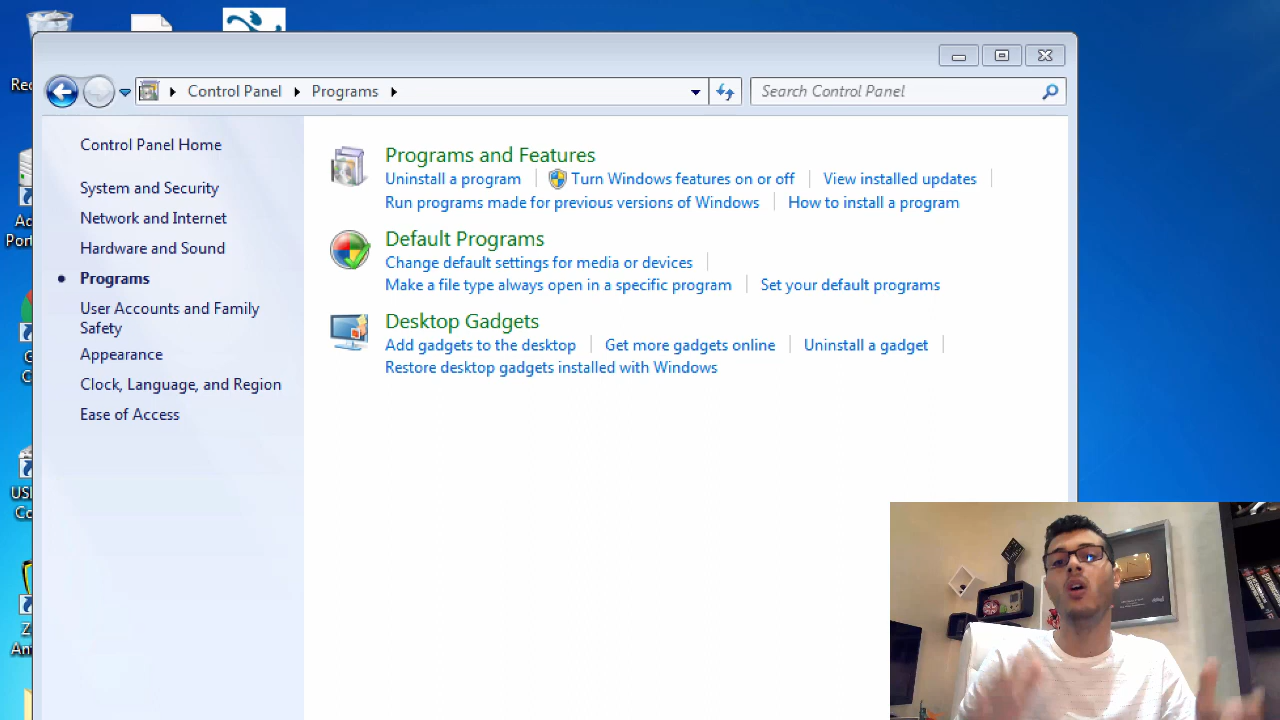 Control Panel
Programs
Search Control Panel
Control Panel Home
System and Security
Network and Internet
Hardware and Sound
Programs
User Accounts and Family
Safety
Appearance
Clock, Language, and Region
Ease of Access
Programs and Features
Uninstall a program
Turn Windows features on or off
View installed updates
Run programs made for previous versions of Windows
How to install a program
Default Programs
Change default settings for media or devices
Make a file type always open in a specific program
Set your default programs
Desktop Gadgets
Add gadgets to the desktop
Get more gadgets online
Uninstall a gadget
Restore desktop gadgets installed with Windows